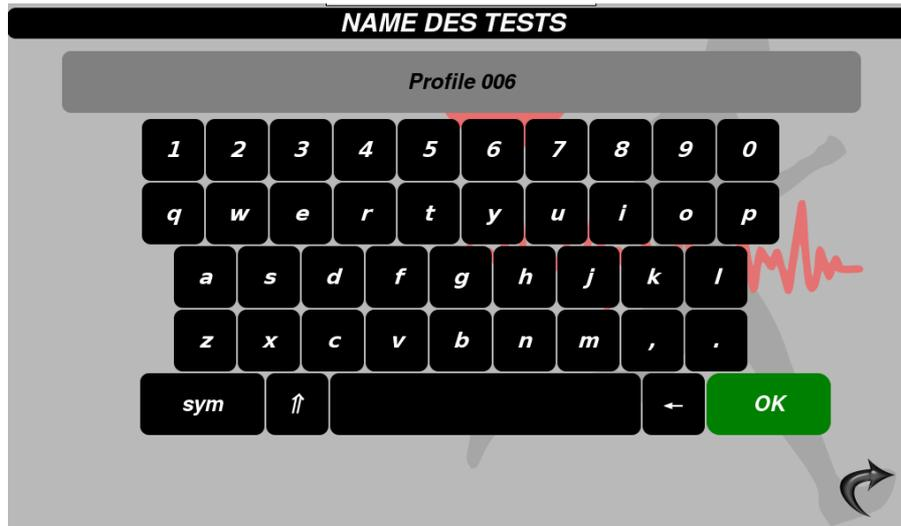 NAME DES TESTS
Profile 006
1 2 3 4 5 6 7 8 9 0
q w e r t y u i o p
a s d f g h j k l
z x c v b n m , .
sym ⇑ ← OK